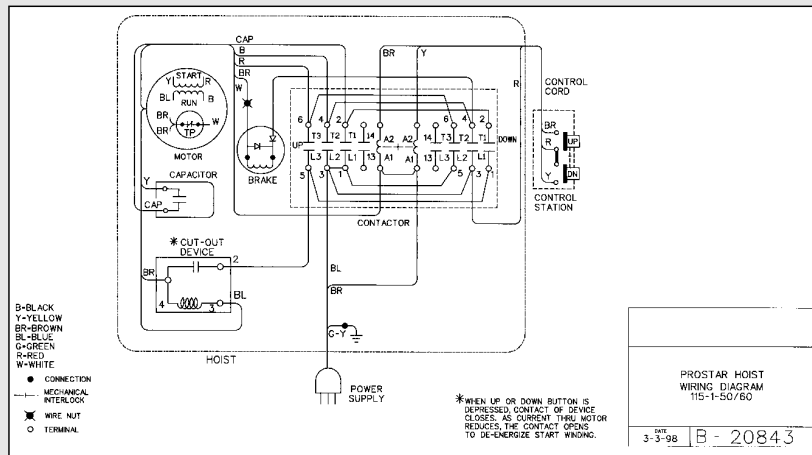 CAP
B
R
BR
W
BR
Y
R
CONTROL
CORD
Y START R
BL RUN B
BR
BR
TP
W
MOTOR
BRAKE
6 4 2
T3 T2 T1 14 A2 A2 14 T3 T2 T1
6 4 2
UP
DOWN
L3 L2 L1 13 A1 A1 13 L3 L2 L1
5 3 1
5 3 1
CONTACTOR
BR
R
Y
UP
DN
CONTROL
STATION
CAPACITOR
Y
CAP
* CUT-OUT
DEVICE
2
BR
4
3
BL
BL
BR
G-Y
HOIST
POWER
SUPPLY
B-BLACK
Y-YELLOW
BR-BROWN
BL-BLUE
G-GREEN
R-RED
W-WHITE
CONNECTION
MECHANICAL
INTERLOCK
WIRE NUT
TERMINAL
* WHEN UP OR DOWN BUTTON IS
DEPRESSED, CONTACT OF DEVICE
CLOSES. AS CURRENT THRU MOTOR
REDUCES, THE CONTACT OPENS
TO DE-ENERGIZE START WINDING.
PROSTAR HOIST
WIRING DIAGRAM
115-1-50/60
DATE
3-3-98
B - 20843